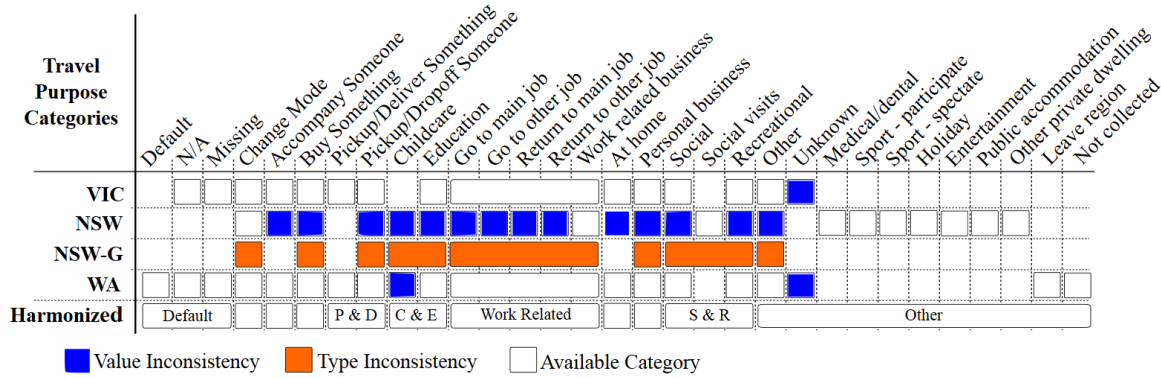 Travel
Purpose
Categories
Default
N/A
Missing
Change Mode
Accompany Someone
Buy Something
Pickup/Deliver Something
Pickup/Dropoff Someone
Childcare
Education
Go to main job
Go to other job
Return to main job
Return to other job
Work related business
At home
Personal business
Social
Social visits
Recreational
Other
Unknown
Medical/dental
Sport - participate
Sport - spectate
Holiday
Entertainment
Public accommodation
Other private dwelling
Leave region
Not collected
VIC
NSW
NSW-G
WA
Harmonized Default P & D C & E Work Related S & R Other
Value Inconsistency Type Inconsistency Available Category